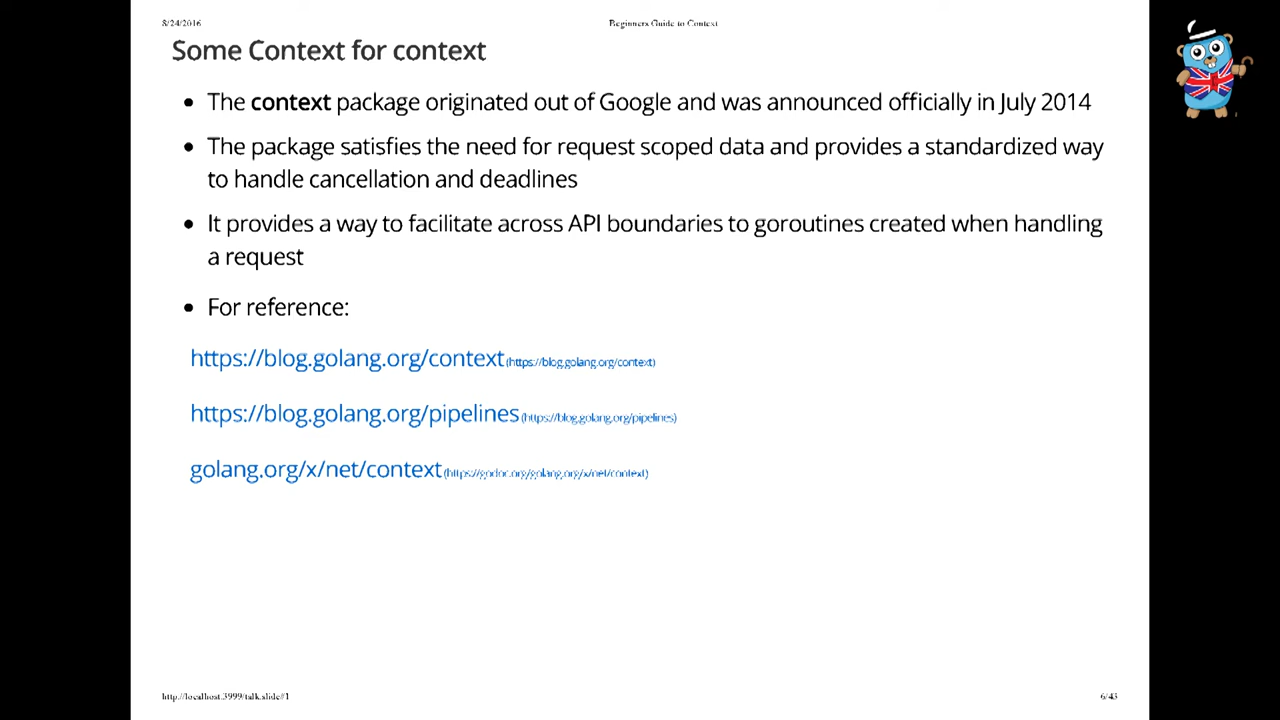 8/24/2016
Beginners Guide to Context
Some Context for context
The context package originated out of Google and was announced officially in July 2014
The package satisfies the need for request scoped data and provides a standardized way
to handle cancellation and deadlines
It provides a way to facilitate across API boundaries to goroutines created when handling
a request
For reference:
https://blog.golang.org/context (https://blog.golang.org/context)
https://blog.golang.org/pipelines (https://blog.golang.org/pipelines)
golang.org/x/net/context (https://godoc.org/golang.org/x/net/context)
http://localhost:3999/talk.slide#1
6/43